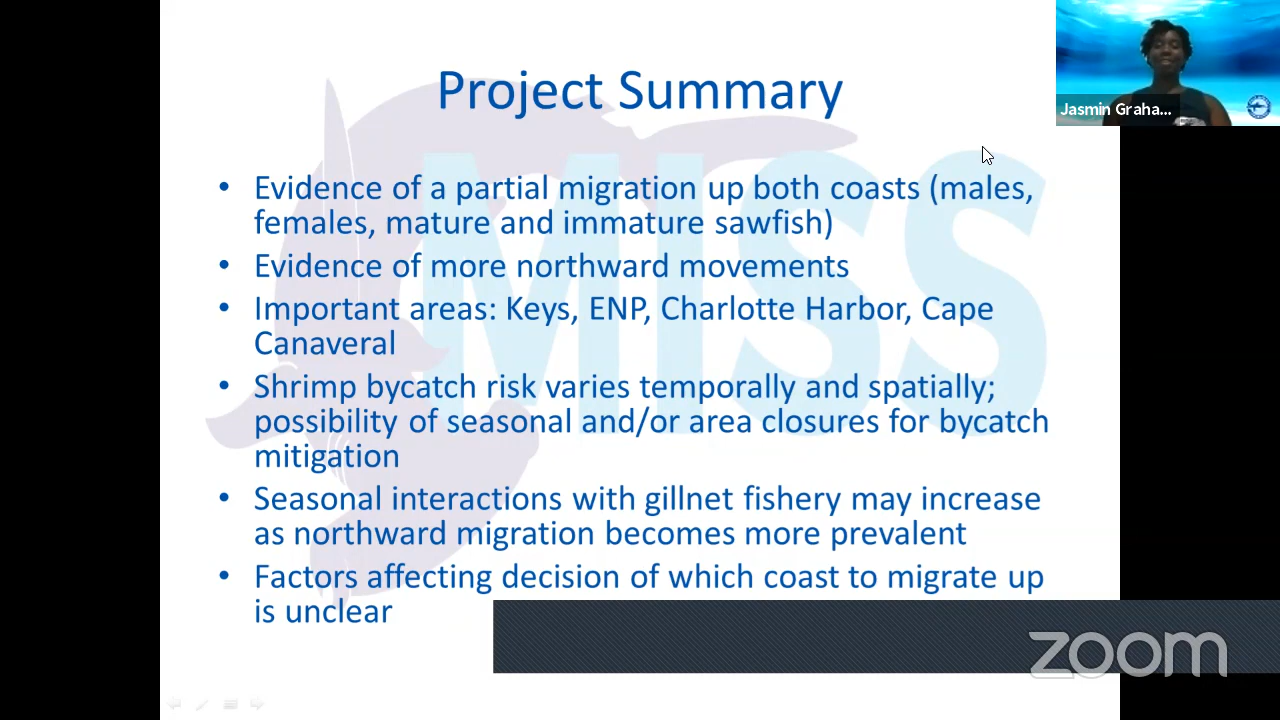 Project Summary
Jasmin Graha...
MISS
• Evidence of a partial migration up both coasts (males,
females, mature and immature sawfish)
• Evidence of more northward movements
• Important areas: Keys, ENP, Charlotte Harbor, Cape
Canaveral
• Shrimp bycatch risk varies temporally and spatially;
possibility of seasonal and/or area closures for bycatch
mitigation
• Seasonal interactions with gillnet fishery may increase
as northward migration becomes more prevalent
• Factors affecting decision of which coast to migrate up
is unclear
zoom